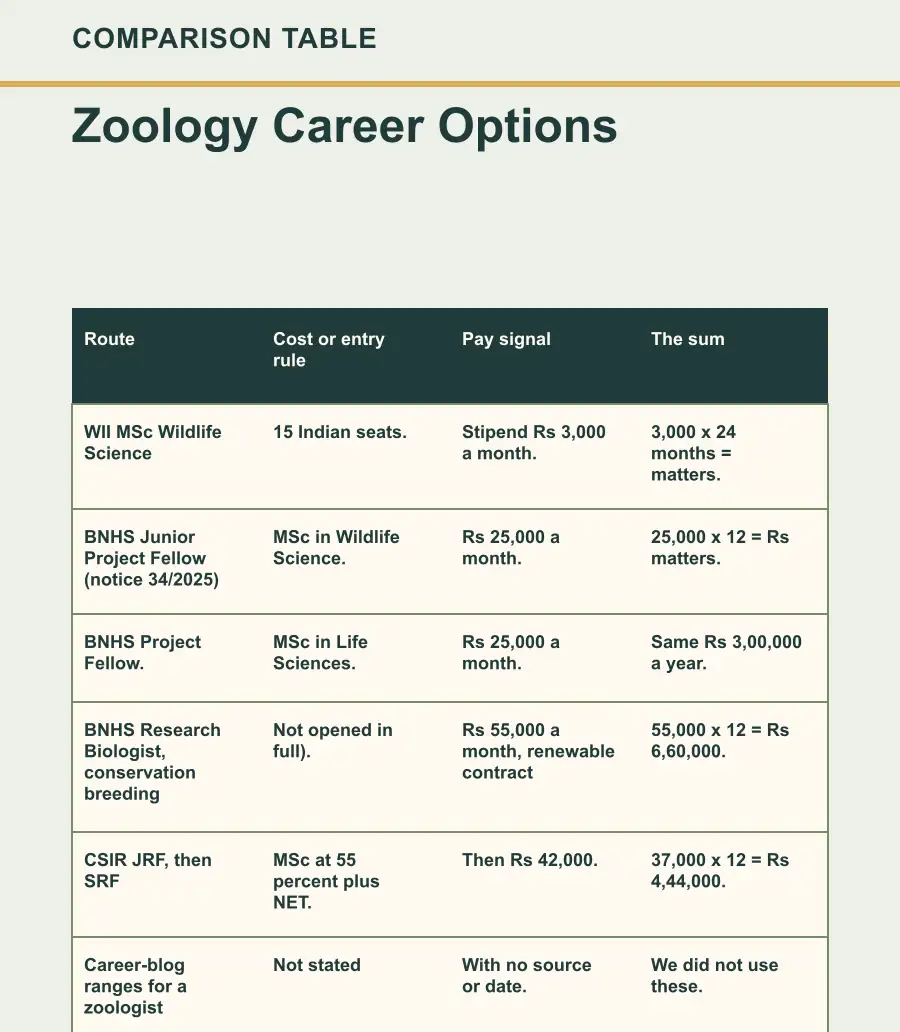 COMPARISON TABLE
Zoology Career Options
Route
Cost or entry
rule
Pay signal
The sum
WII MSc Wildlife
Science
15 Indian seats.
Stipend Rs 3,000
a month.
3,000 x 24
months =
matters.
BNHS Junior
Project Fellow
(notice 34/2025)
MSc in Wildlife
Science.
Rs 25,000 a
month.
25,000 x 12 = Rs
matters.
BNHS Project
Fellow.
MSc in Life
Sciences.
Rs 25,000 a
month.
Same Rs 3,00,000
a year.
BNHS Research
Biologist,
conservation
breeding
Not opened in
full).
Rs 55,000 a
month, renewable
contract
55,000 x 12 = Rs
6,60,000.
CSIR JRF, then
SRF
MSc at 55
percent plus
NET.
Then Rs 42,000.
37,000 x 12 = Rs
4,44,000.
Career-blog
ranges for a
zoologist
Not stated
With no source
or date.
We did not use
these.